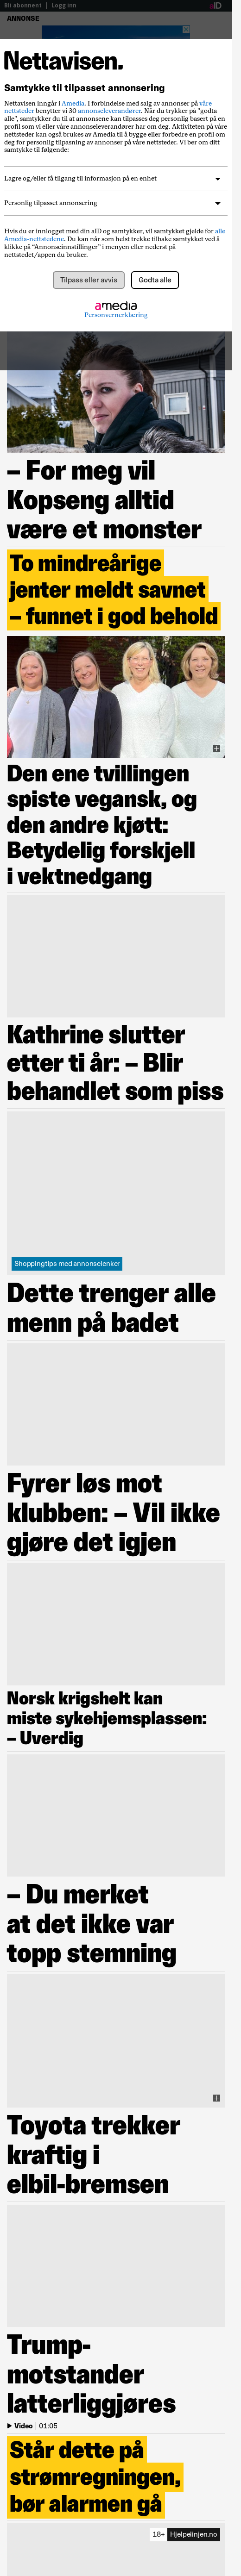 Bli abonnent | Logg inn
aID
ANNONSE
Nettavisen.
Samtykke til tilpasset annonsering
Nettavisen inngår i Amedia. I forbindelse med salg av annonser på våre
nettsteder benytter vi 30 annonseleverandører. Når du trykker på "godta
alle", samtykker du til at annonsene kan tilpasses deg personlig basert på en
profil som vi eller våre annonseleverandører har om deg. Aktiviteten på våre
nettsteder kan også brukes av Amedia til å bygge eller forbedre en profil om
deg for personlig tilpasning av annonser på våre nettsteder. Vi ber om ditt
samtykke til følgende:
Lagre og/eller få tilgang til informasjon på en enhet
Personlig tilpasset annonsering
Hvis du er innlogget med din aID og samtykker, vil samtykket gjelde for alle
Amedia-nettstedene. Du kan når som helst trekke tilbake samtykket ved å
klikke på “Annonseinnstillinger” i menyen eller nederst på
nettstedet/appen du bruker.
Tilpass eller avvis
Godta alle
amedia
Personvernerklæring
– For meg vil
Kopseng alltid
være et monster
To mindreårige
jenter meldt savnet
– funnet i god behold
Den ene tvillingen
spiste vegansk, og
den andre kjøtt:
Betydelig forskjell
i vektnedgang
Kathrine slutter
etter ti år: – Blir
behandlet som piss
Shoppingtips med annonselenker
Dette trenger alle
menn på badet
Fyrer løs mot
klubben: – Vil ikke
gjøre det igjen
Norsk krigshelt kan
miste sykehjemsplassen:
– Uverdig
– Du merket
at det ikke var
topp stemning
Toyota trekker
kraftig i
elbil-bremsen
Trump-
motstander
latterliggjøres
Video | 01:05
Står dette på
strømregningen,
bør alarmen gå
18+ Hjelpelinjen.no